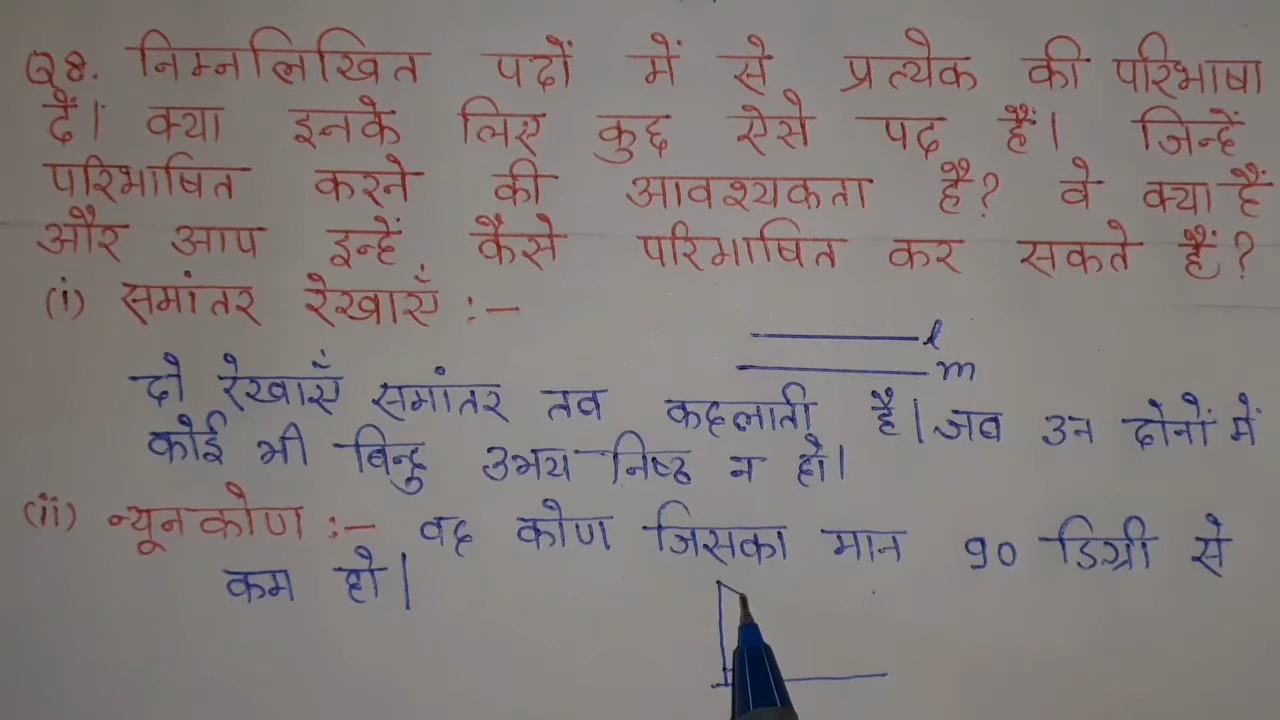 Q8. निम्नलिखित पदों में से प्रत्येक की परिभाषा
दें। क्या इनके लिए कुछ ऐसे पद हैं। जिन्हें
परिभाषित करने की आवश्यकता है? वे क्या हैं
और आप इन्हें कैसे परिभाषित कर सकते हैं?
(i) समांतर रेखाएँ :-
l
m
दो रेखाएँ समांतर तब कहलाती है। जब उन दोनों में
कोई भी बिन्दु उभय निष्ठ न हो।
(ii) न्यूनकोण :- वह कोण जिसका मान 90 डिग्री से
कम हो।